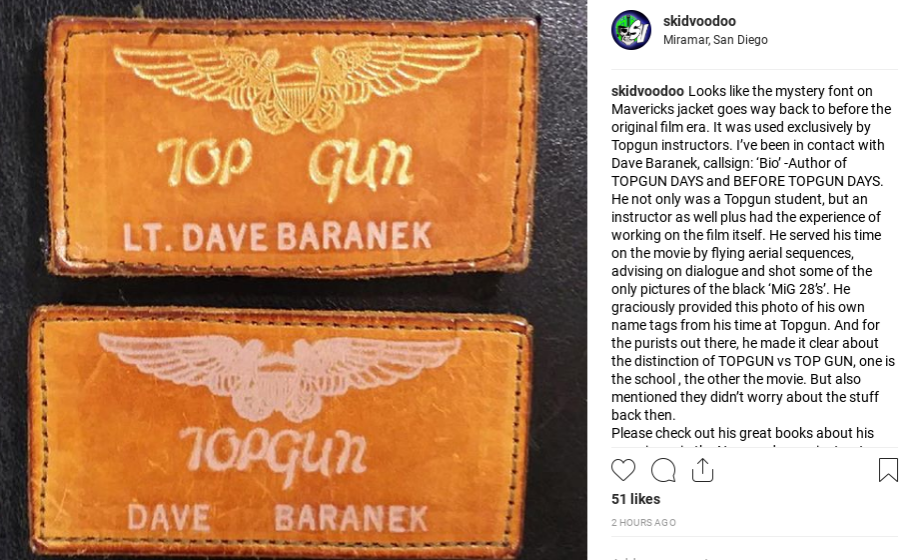 TOP GUN
LT. DAVE BARANEK
TOPGUN
DAVE BARANEK
skidvoodoo
Miramar, San Diego
skidvoodoo Looks like the mystery font on
Mavericks jacket goes way back to before the
original film era. It was used exclusively by
Topgun instructors. I've been in contact with
Dave Baranek, callsign: ‘Bio’ -Author of
TOPGUN DAYS and BEFORE TOPGUN DAYS.
He not only was a Topgun student, but an
instructor as well plus had the experience of
working on the film itself. He served his time
on the movie by flying aerial sequences,
advising on dialogue and shot some of the
only pictures of the black ‘MiG 28’s’. He
graciously provided this photo of his own
name tags from his time at Topgun. And for
the purists out there, he made it clear about
the distinction of TOPGUN vs TOP GUN, one is
the school , the other the movie. But also
mentioned they didn’t worry about the stuff
back then.
Please check out his great books about his
51 likes
2 HOURS AGO